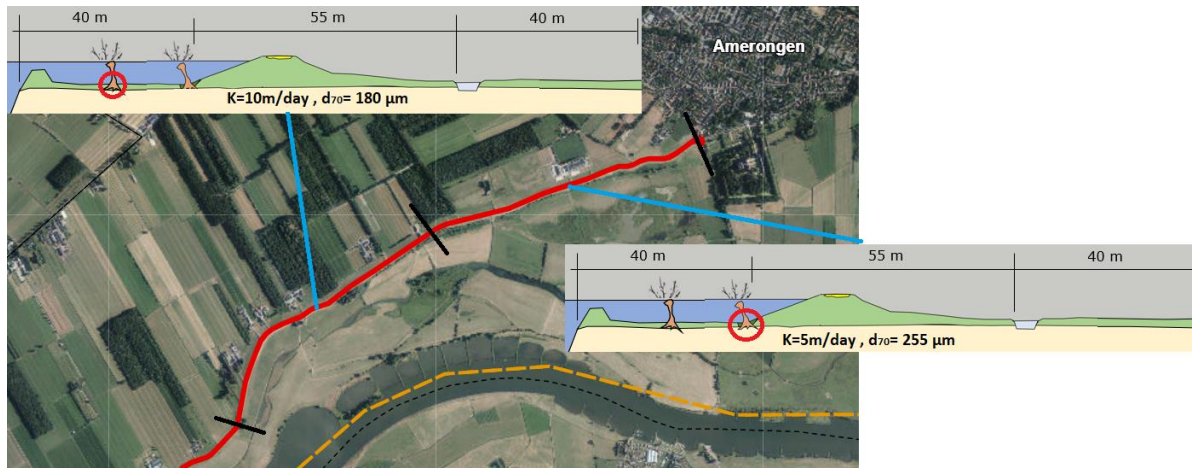 40 m 55 m 40 m
Amerongen
K=10m/day , d₇₀= 180 µm
40 m 55 m 40 m
K=5m/day , d₇₀= 255 µm